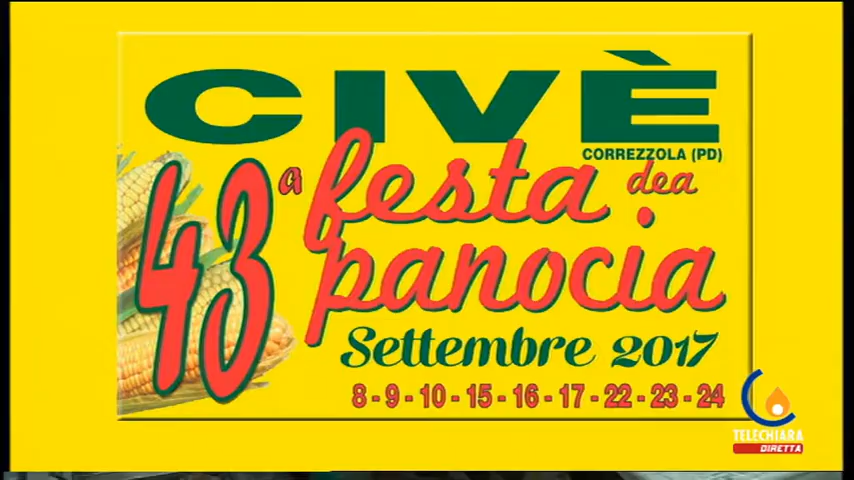 CIVÈ
CORREZZOLA (PD)
43ª festa dea
panocia
Settembre 2017
8 - 9 - 10 - 15 - 16 - 17 - 22 - 23 - 24
TELECHIARA
DIRETTA